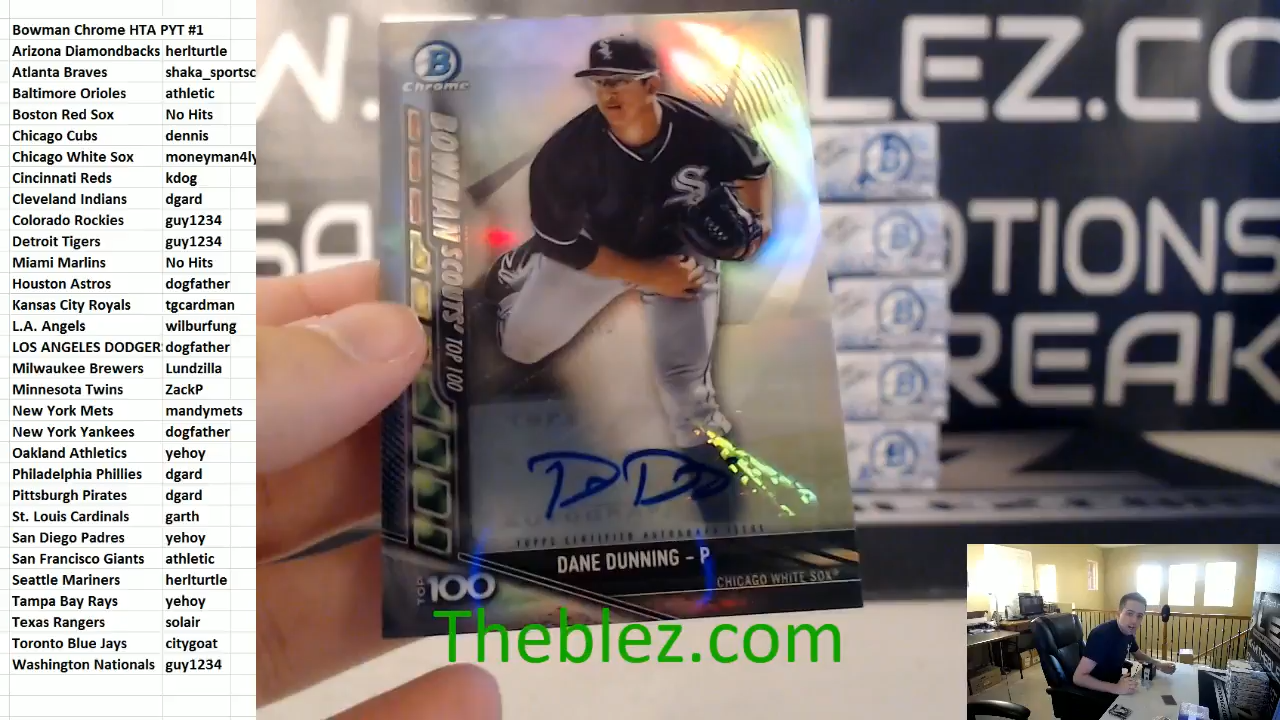 Bowman Chrome HTA PYT #1
Arizona Diamondbacks herlturtle
Atlanta Braves shaka_sportsc
Baltimore Orioles athletic
Boston Red Sox No Hits
Chicago Cubs dennis
Chicago White Sox moneyman4ly
Cincinnati Reds kdog
Cleveland Indians dgard
Colorado Rockies guy1234
Detroit Tigers guy1234
Miami Marlins No Hits
Houston Astros dogfather
Kansas City Royals tgcardman
L.A. Angels wilburfung
LOS ANGELES DODGER dogfather
Milwaukee Brewers Lundzilla
Minnesota Twins ZackP
New York Mets mandymets
New York Yankees dogfather
Oakland Athletics yehoy
Philadelphia Phillies dgard
Pittsburgh Pirates dgard
St. Louis Cardinals garth
San Diego Padres yehoy
San Francisco Giants athletic
Seattle Mariners herlturtle
Tampa Bay Rays yehoy
Texas Rangers solair
Toronto Blue Jays citygoat
Washington Nationals guy1234
B
Chrome
BOWMAN SCOUTS' TOP 100
TOPPS CERTIFIED AUTOGRAPH ISSUE
DANE DUNNING - P
CHICAGO WHITE SOX
TOP 100
Theblez.com
W.
LEZ.CO
SA
OTIONS
REAK